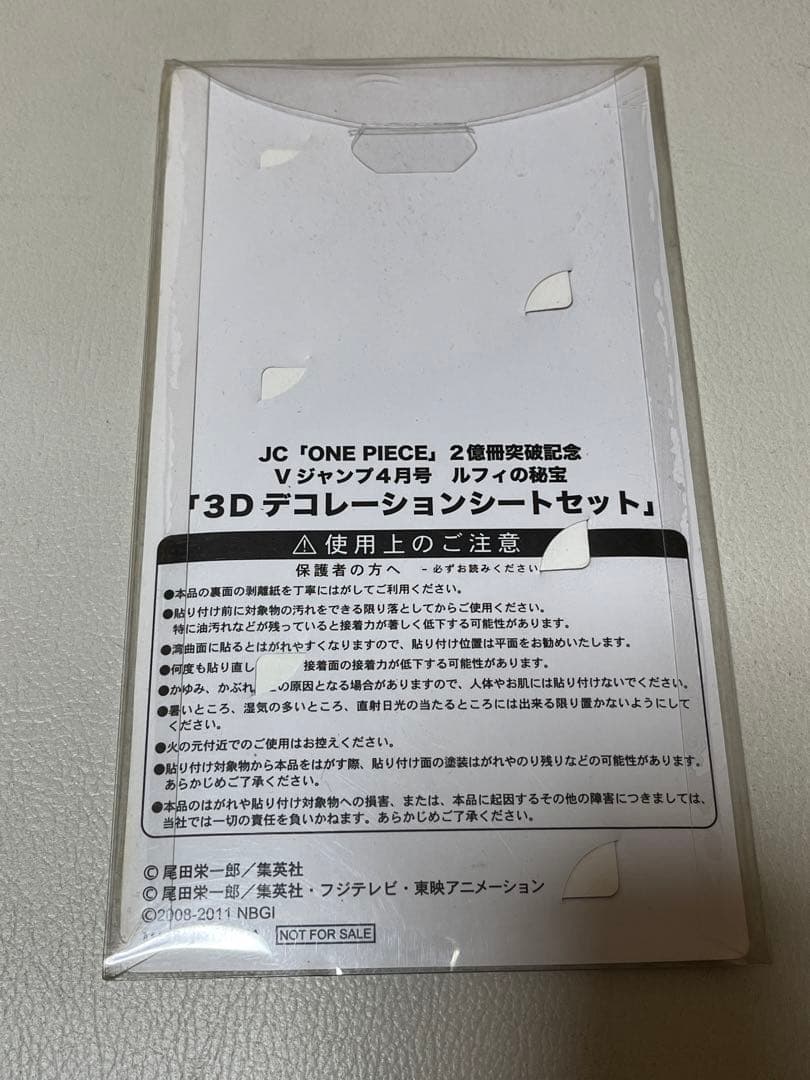 JC「ONE PIECE」2億冊突破記念
Vジャンプ4月号 ルフィの秘宝
「3Dデコレーションシートセット」
⚠使用上のご注意
保護者の方へ -必ずお読みください
●本品の裏面の剥離紙を丁寧にはがしてご利用ください。
●貼り付け前に対象物の汚れをできる限り落としてからご使用ください。
特に油汚れなどが残っていると接着力が著しく低下する可能性があります。
●湾曲面に貼るとはがれやすくなりますので、貼り付け位置は平面をお勧めいたします。
●何度も貼り直し 接着面の接着力が低下する可能性があります。
●かゆみ、かぶれ の原因となる場合がありますので、人体やお肌には貼り付けないでください。
●暑いところ、湿気の多いところ、直射日光の当たるところには出来る限り置かないようにして
ください。
●火の元付近でのご使用はお控えください。
●貼り付け対象物から本品をはがす際、貼り付け面の塗装はがれやのり残りなどの可能性があります。
あらかじめご了承ください。
●本品のはがれや貼り付け対象物への損害、または、本品に起因するその他の障害につきましては、
当社では一切の責任を負いかねます。あらかじめご了承ください。
©尾田栄一郎/集英社
©尾田栄一郎/集英社・フジテレビ・東映アニメーション
©2008-2011 NBGI
NOT FOR SALE